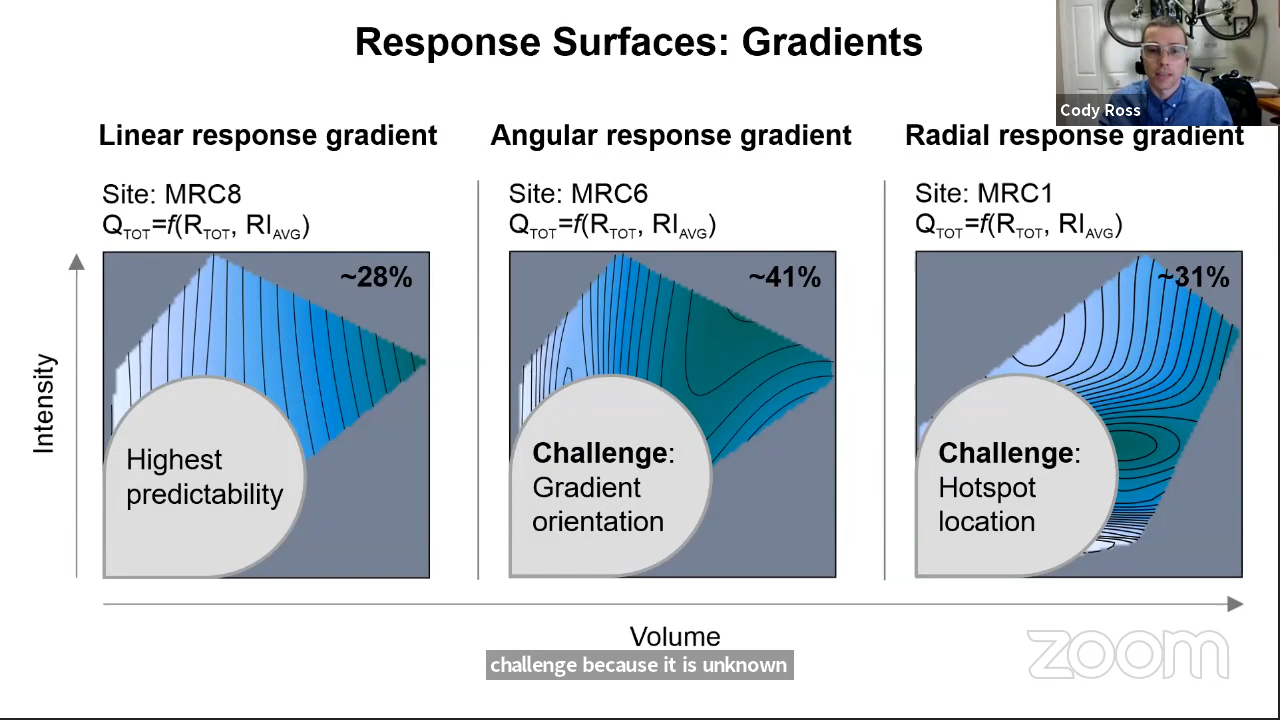 Response Surfaces: Gradients
Cody Ross
Linear response gradient
Site: MRC8
Q_TOT=f(R_TOT, RI_AVG)
~28%
Highest
predictability
Angular response gradient
Site: MRC6
Q_TOT=f(R_TOT, RI_AVG)
~41%
Challenge:
Gradient
orientation
Radial response gradient
Site: MRC1
Q_TOT=f(R_TOT, RI_AVG)
~31%
Challenge:
Hotspot
location
Intensity
Volume
challenge because it is unknown
zoom